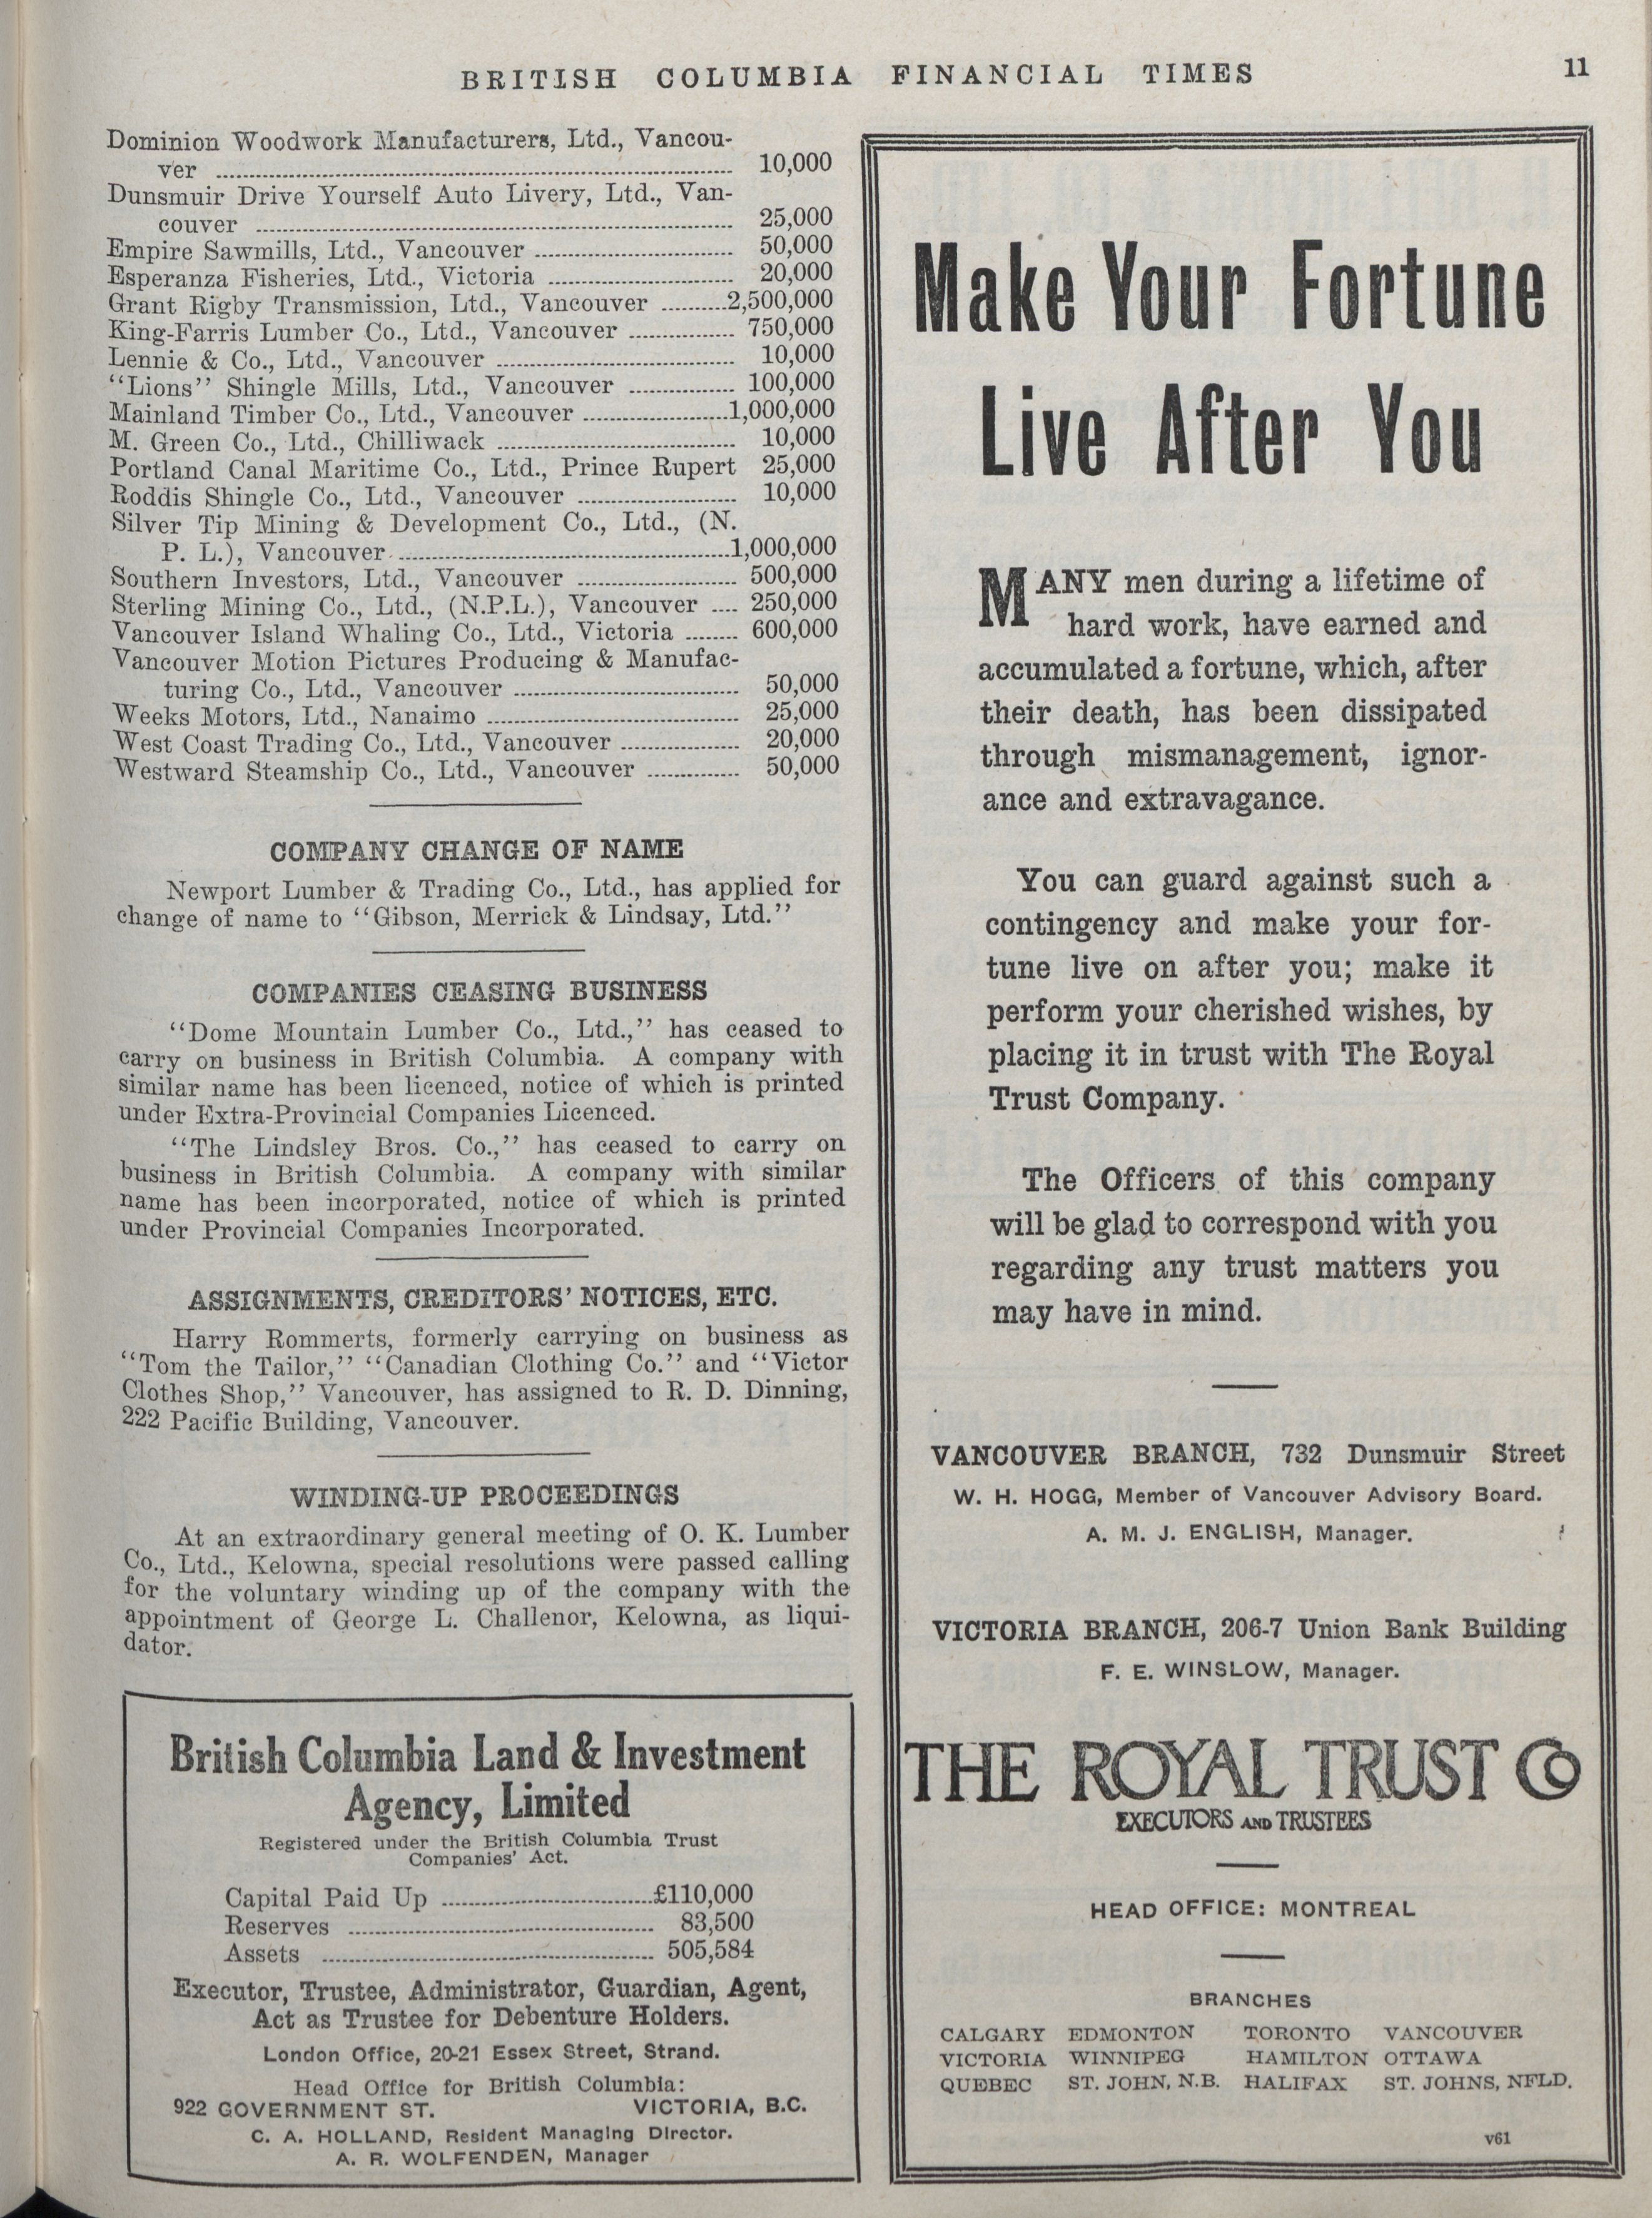 BRITISH COLUMBIA FINANCIAL TIMES 11
Dominion Woodwork Manufacturers, Ltd., Vancou-
ver 10,000
Dunsmuir Drive Yourself Auto Livery, Ltd., Van-
couver 25,000
Empire Sawmills, Ltd., Vancouver 50,000
Esperanza Fisheries, Ltd., Victoria 20,000
Grant Rigby Transmission, Ltd., Vancouver 2,500,000
King-Farris Lumber Co., Ltd., Vancouver 750,000
Lennie & Co., Ltd., Vancouver 10,000
"Lions" Shingle Mills, Ltd., Vancouver 100,000
Mainland Timber Co., Ltd., Vancouver 1,000,000
M. Green Co., Ltd., Chilliwack 10,000
Portland Canal Maritime Co., Ltd., Prince Rupert 25,000
Roddis Shingle Co., Ltd., Vancouver 10,000
Silver Tip Mining & Development Co., Ltd., (N.
P. L.), Vancouver 1,000,000
Southern Investors, Ltd., Vancouver 500,000
Sterling Mining Co., Ltd., (N.P.L.), Vancouver 250,000
Vancouver Island Whaling Co., Ltd., Victoria 600,000
Vancouver Motion Pictures Producing & Manufac-
turing Co., Ltd., Vancouver 50,000
Weeks Motors, Ltd., Nanaimo 25,000
West Coast Trading Co., Ltd., Vancouver 20,000
Westward Steamship Co., Ltd., Vancouver 50,000
COMPANY CHANGE OF NAME
Newport Lumber & Trading Co., Ltd., has applied for
change of name to "Gibson, Merrick & Lindsay, Ltd."
COMPANIES CEASING BUSINESS
"Dome Mountain Lumber Co., Ltd.," has ceased to
carry on business in British Columbia. A company with
similar name has been licenced, notice of which is printed
under Extra-Provincial Companies Licenced.
"The Lindsley Bros. Co.," has ceased to carry on
business in British Columbia. A company with similar
name has been incorporated, notice of which is printed
under Provincial Companies Incorporated.
ASSIGNMENTS, CREDITORS' NOTICES, ETC.
Harry Rommerts, formerly carrying on business as
"Tom the Tailor," "Canadian Clothing Co." and "Victor
Clothes Shop," Vancouver, has assigned to R. D. Dinning,
222 Pacific Building, Vancouver.
WINDING-UP PROCEEDINGS
At an extraordinary general meeting of O. K. Lumber
Co., Ltd., Kelowna, special resolutions were passed calling
for the voluntary winding up of the company with the
appointment of George L. Challenor, Kelowna, as liqui-
dator.
British Columbia Land & Investment
Agency, Limited
Registered under the British Columbia Trust
Companies' Act.
Capital Paid Up £110,000
Reserves 83,500
Assets 505,584
Executor, Trustee, Administrator, Guardian, Agent,
Act as Trustee for Debenture Holders.
London Office, 20-21 Essex Street, Strand.
Head Office for British Columbia:
922 GOVERNMENT ST. VICTORIA, B.C.
C. A. HOLLAND, Resident Managing Director.
A. R. WOLFENDEN, Manager
Make Your Fortune
Live After You
MANY men during a lifetime of
hard work, have earned and
accumulated a fortune, which, after
their death, has been dissipated
through mismanagement, ignor-
ance and extravagance.
You can guard against such a
contingency and make your for-
tune live on after you; make it
perform your cherished wishes, by
placing it in trust with The Royal
Trust Company.
The Officers of this company
will be glad to correspond with you
regarding any trust matters you
may have in mind.
VANCOUVER BRANCH, 732 Dunsmuir Street
W. H. HOGG, Member of Vancouver Advisory Board.
A. M. J. ENGLISH, Manager.
VICTORIA BRANCH, 206-7 Union Bank Building
F. E. WINSLOW, Manager.
THE ROYAL TRUST CO
EXECUTORS AND TRUSTEES
HEAD OFFICE: MONTREAL
BRANCHES
CALGARY EDMONTON TORONTO VANCOUVER
VICTORIA WINNIPEG HAMILTON OTTAWA
QUEBEC ST. JOHN, N.B. HALIFAX ST. JOHNS, NFLD.
v61